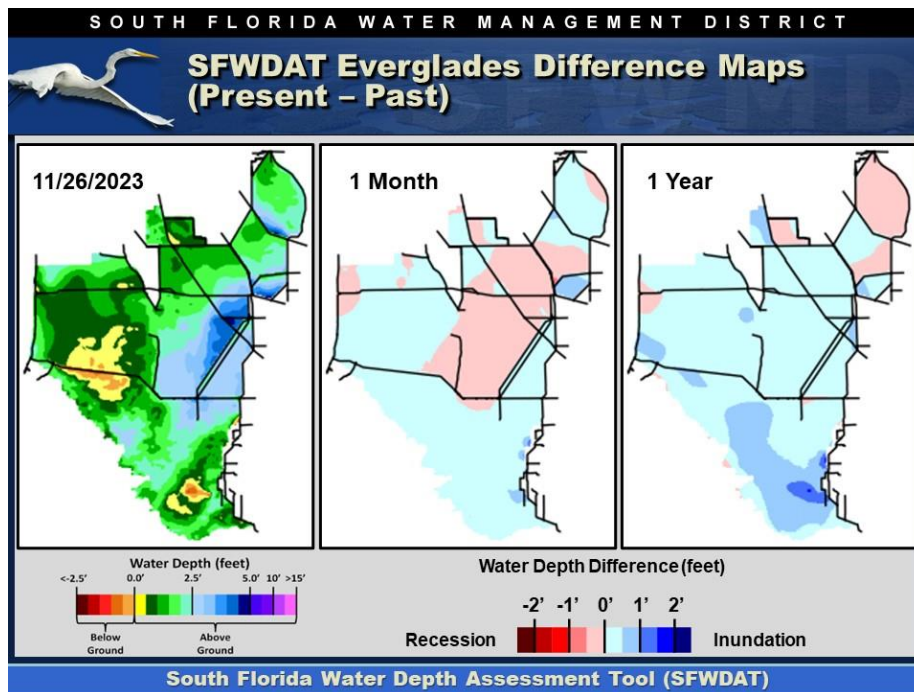 SOUTH FLORIDA WATER MANAGEMENT DISTRICT
SFWDAT Everglades Difference Maps
(Present – Past)
11/26/2023
1 Month
1 Year
Water Depth (feet)
<-2.5' 0.0' 2.5' 5.0' 10' >15'
Below
Ground
Above
Ground
Water Depth Difference (feet)
-2' -1' 0' 1' 2'
Recession
Inundation
South Florida Water Depth Assessment Tool (SFWDAT)